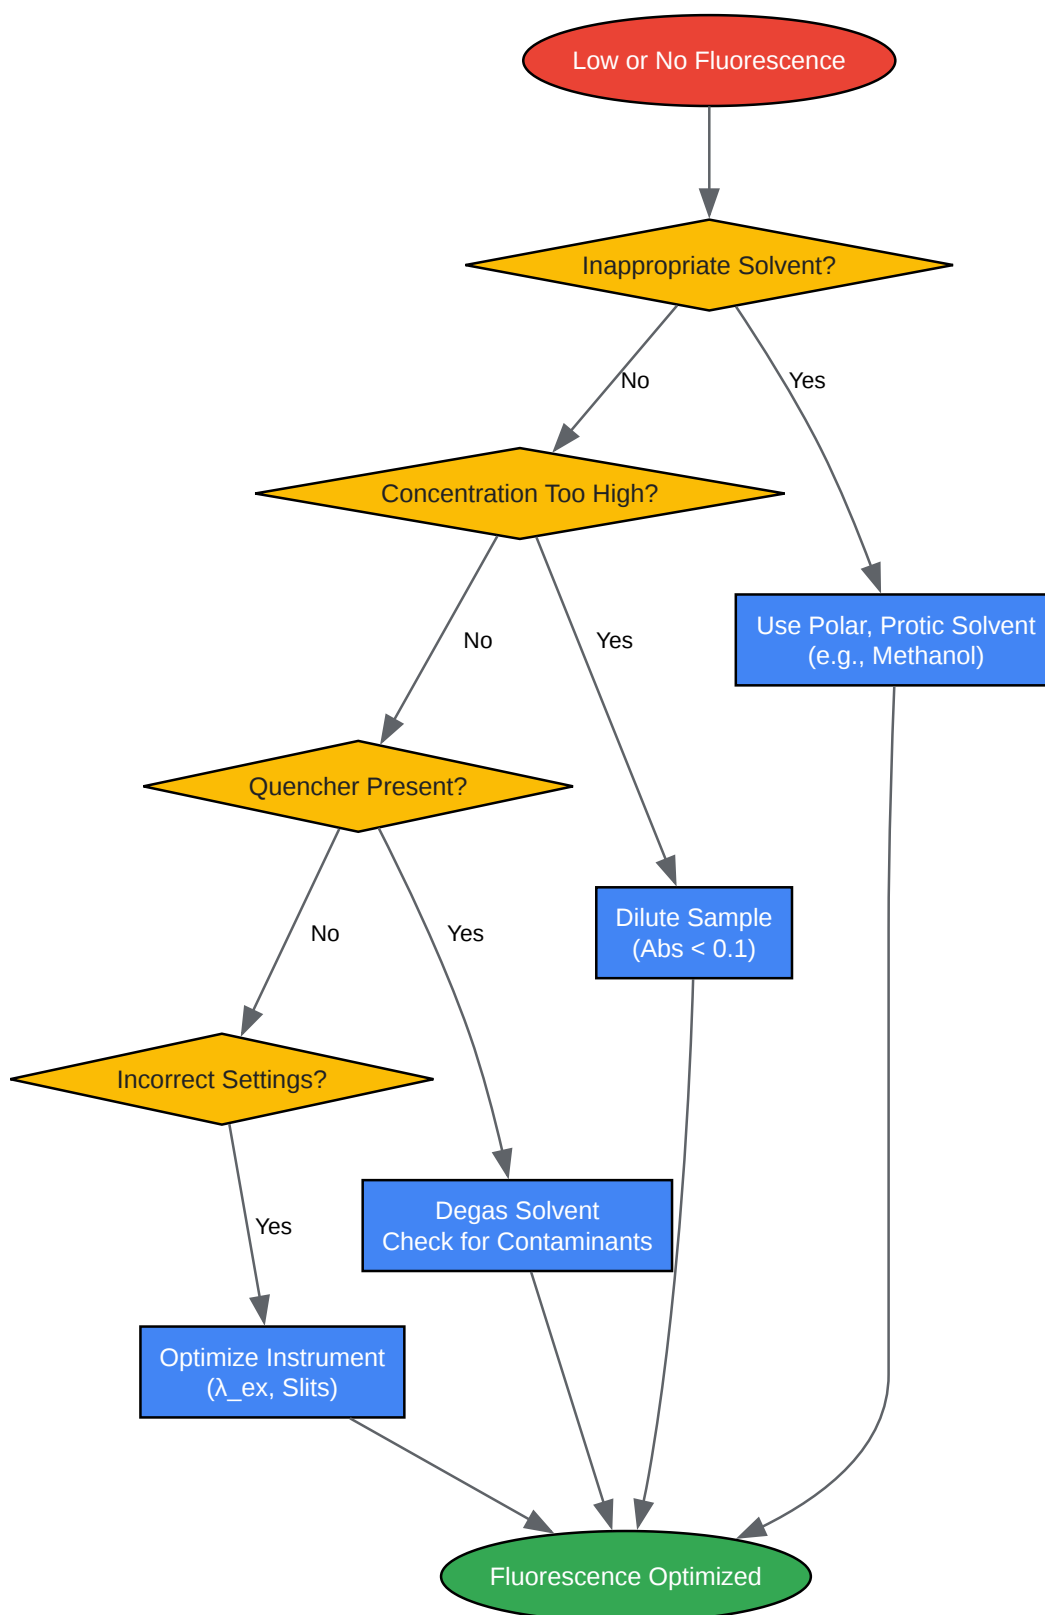 Low or No Fluorescence
Inappropriate Solvent?
No
Yes
Concentration Too High?
Use Polar, Protic Solvent
(e.g., Methanol)
No
Yes
Quencher Present?
Dilute Sample
(Abs < 0.1)
No
Yes
Incorrect Settings?
Degas Solvent
Check for Contaminants
Yes
Optimize Instrument
(λ_ex, Slits)
Fluorescence Optimized